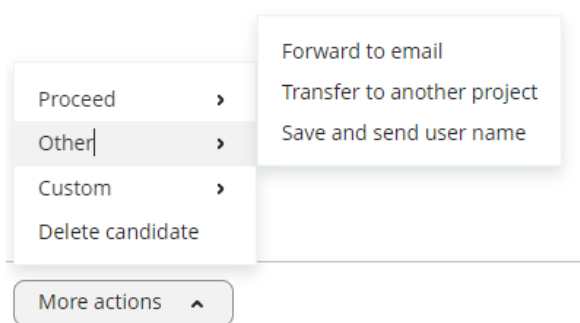 Forward to email
Transfer to another project
Save and send user name
Proceed
Other
Custom
Delete candidate
More actions